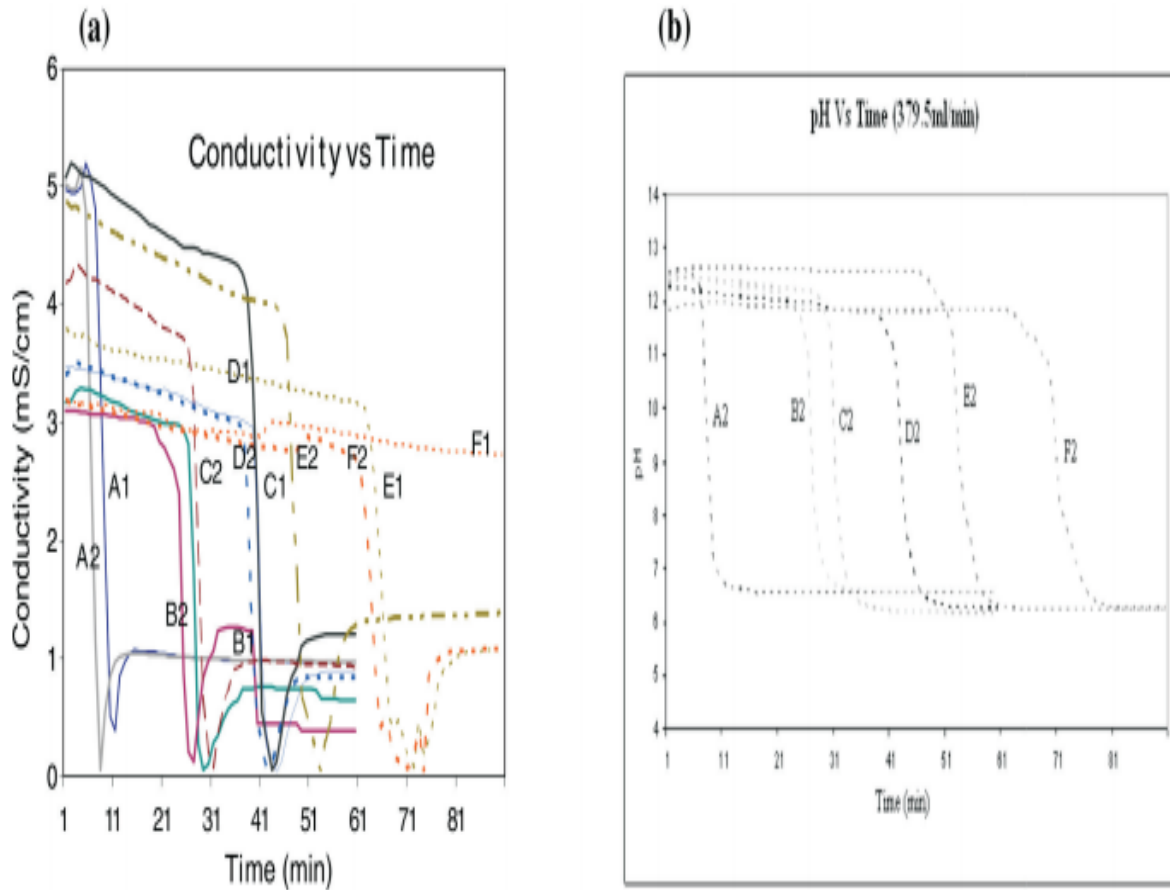 (a)
Conductivity vs Time
Conductivity (mS/cm)
6
5
4
3
2
1
0
D1
F1
C2
D2
C1
E2
F2
E1
A1
A2
B2
B1
1 11 21 31 41 51 61 71 81
Time (min)
(b)
pH Vs Time (379.5ml/min)
pH
14
13
12
11
10
9
8
7
6
5
4
A2
B2
C2
D2
E2
F2
1 11 21 31 41 51 61 71 81
Time (min)